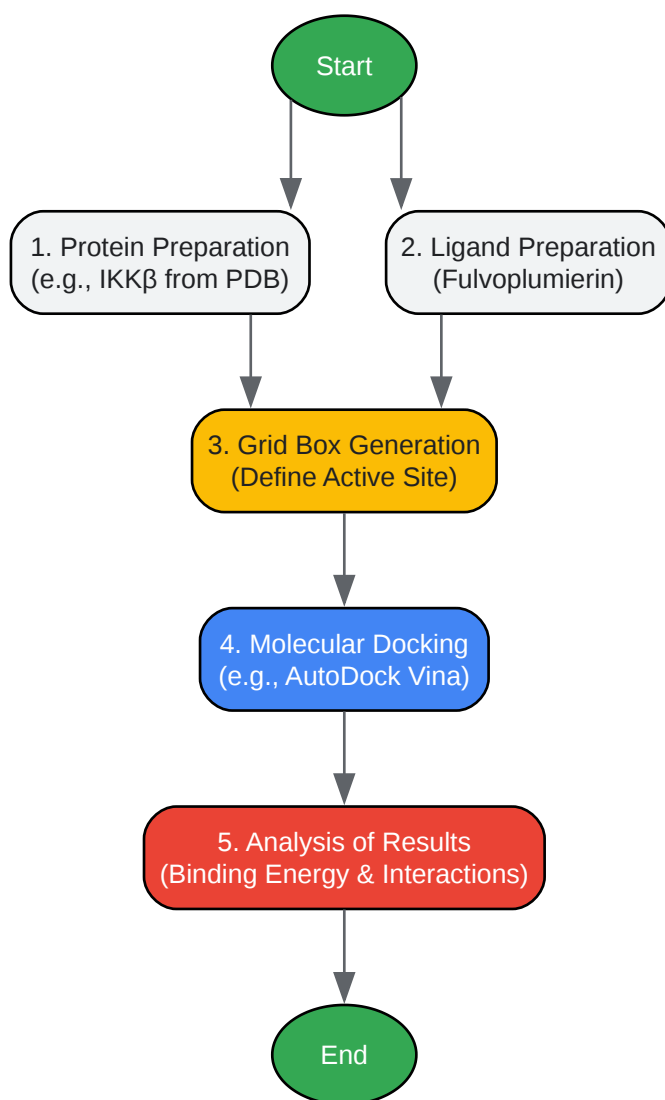 Start
1. Protein Preparation
(e.g., IKKβ from PDB)
2. Ligand Preparation
(Fulvoplumierin)
3. Grid Box Generation
(Define Active Site)
4. Molecular Docking
(e.g., AutoDock Vina)
5. Analysis of Results
(Binding Energy & Interactions)
End